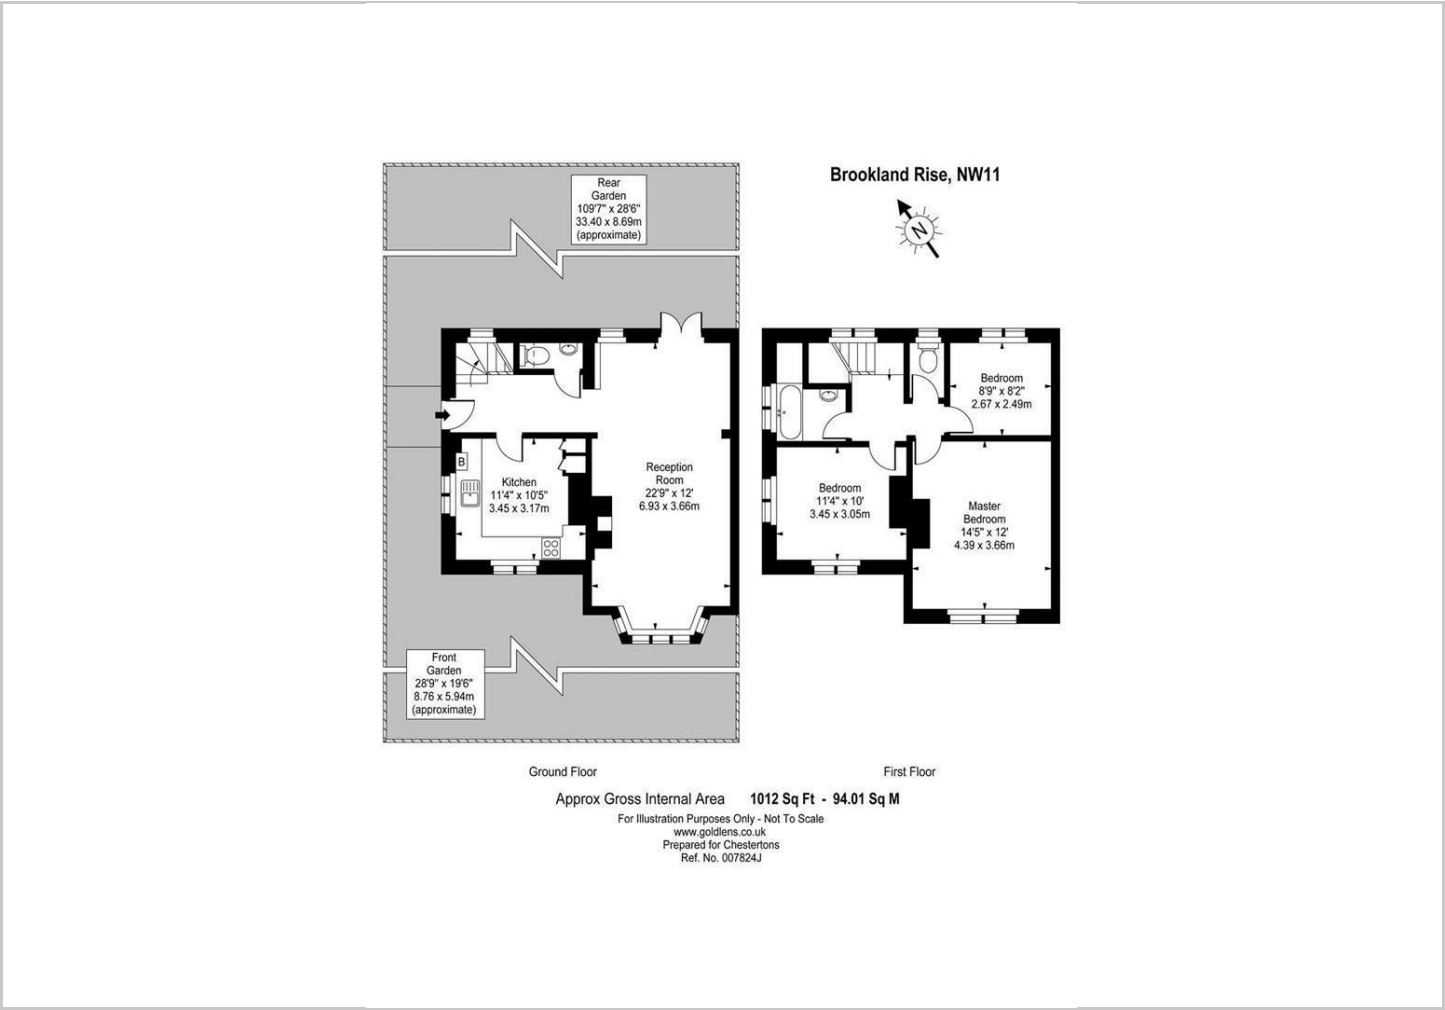 Brookland Rise, NW11
N
Rear
Garden
109'7" x 28'6"
33.40 x 8.69m
(approximate)
B
Kitchen
11'4" x 10'5"
3.45 x 3.17m
Reception
Room
22'9" x 12'
6.93 x 3.66m
Front
Garden
28'9" x 19'6"
8.76 x 5.94m
(approximate)
Bedroom
8'9" x 8'2"
2.67 x 2.49m
Bedroom
11'4" x 10'
3.45 x 3.05m
Master
Bedroom
14'5" x 12'
4.39 x 3.66m
Ground Floor
First Floor
Approx Gross Internal Area 1012 Sq Ft - 94.01 Sq M
For Illustration Purposes Only - Not To Scale
www.goldlens.co.uk
Prepared for Chestertons
Ref. No. 007824J